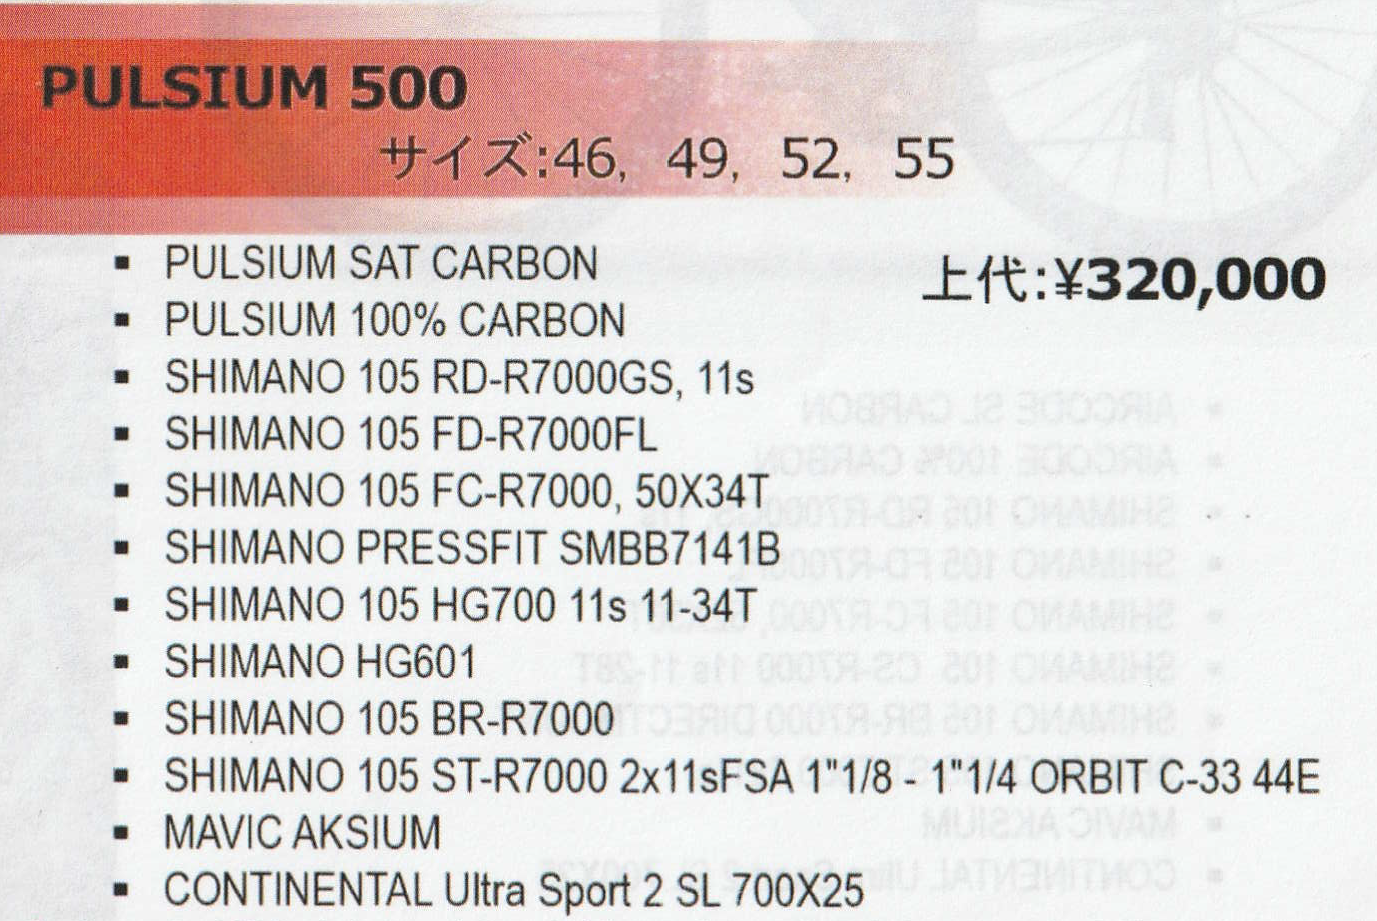 PULSIUM 500
サイズ:46, 49, 52, 55
▪ PULSIUM SAT CARBON
上代:¥320,000
▪ PULSIUM 100% CARBON
▪ SHIMANO 105 RD-R7000GS, 11s
▪ SHIMANO 105 FD-R7000FL
▪ SHIMANO 105 FC-R7000, 50X34T
▪ SHIMANO PRESSFIT SMBB7141B
▪ SHIMANO 105 HG700 11s 11-34T
▪ SHIMANO HG601
▪ SHIMANO 105 BR-R7000
▪ SHIMANO 105 ST-R7000 2x11sFSA 1"1/8 - 1"1/4 ORBIT C-33 44E
▪ MAVIC AKSIUM
▪ CONTINENTAL Ultra Sport 2 SL 700X25